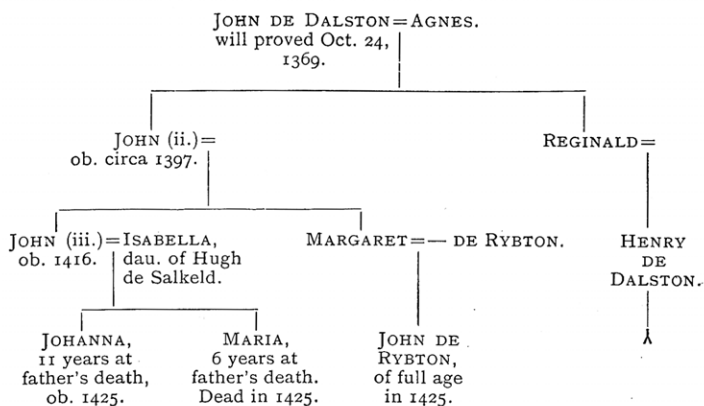 JOHN DE DALSTON=AGNES.
will proved Oct. 24,
1369.
JOHN (ii.)=
ob. circa 1397.
REGINALD=
JOHN (iii.)=ISABELLA,
ob. 1416. dau. of Hugh
de Salkeld.
MARGARET=— DE RYBTON.
HENRY
DE
DALSTON.
JOHANNA,
11 years at
father's death,
ob. 1425.
MARIA,
6 years at
father's death.
Dead in 1425.
JOHN DE
RYBTON,
of full age
in 1425.